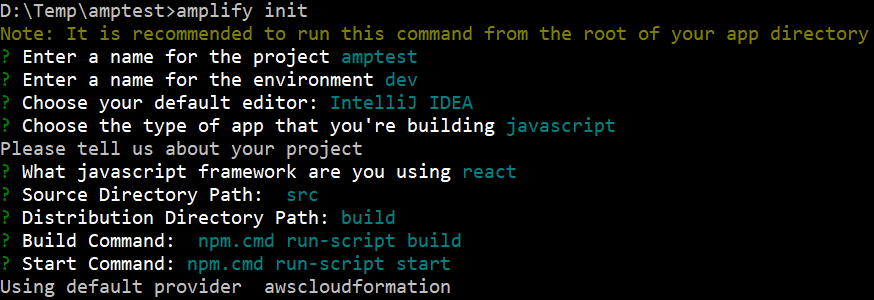 D:\Temp\amptest>amplify init
Note: It is recommended to run this command from the root of your app directory
? Enter a name for the project amptest
? Enter a name for the environment dev
? Choose your default editor: IntelliJ IDEA
? Choose the type of app that you're building javascript
Please tell us about your project
? What javascript framework are you using react
? Source Directory Path:  src
? Distribution Directory Path: build
? Build Command:  npm.cmd run-script build
? Start Command: npm.cmd run-script start
Using default provider  awscloudformation